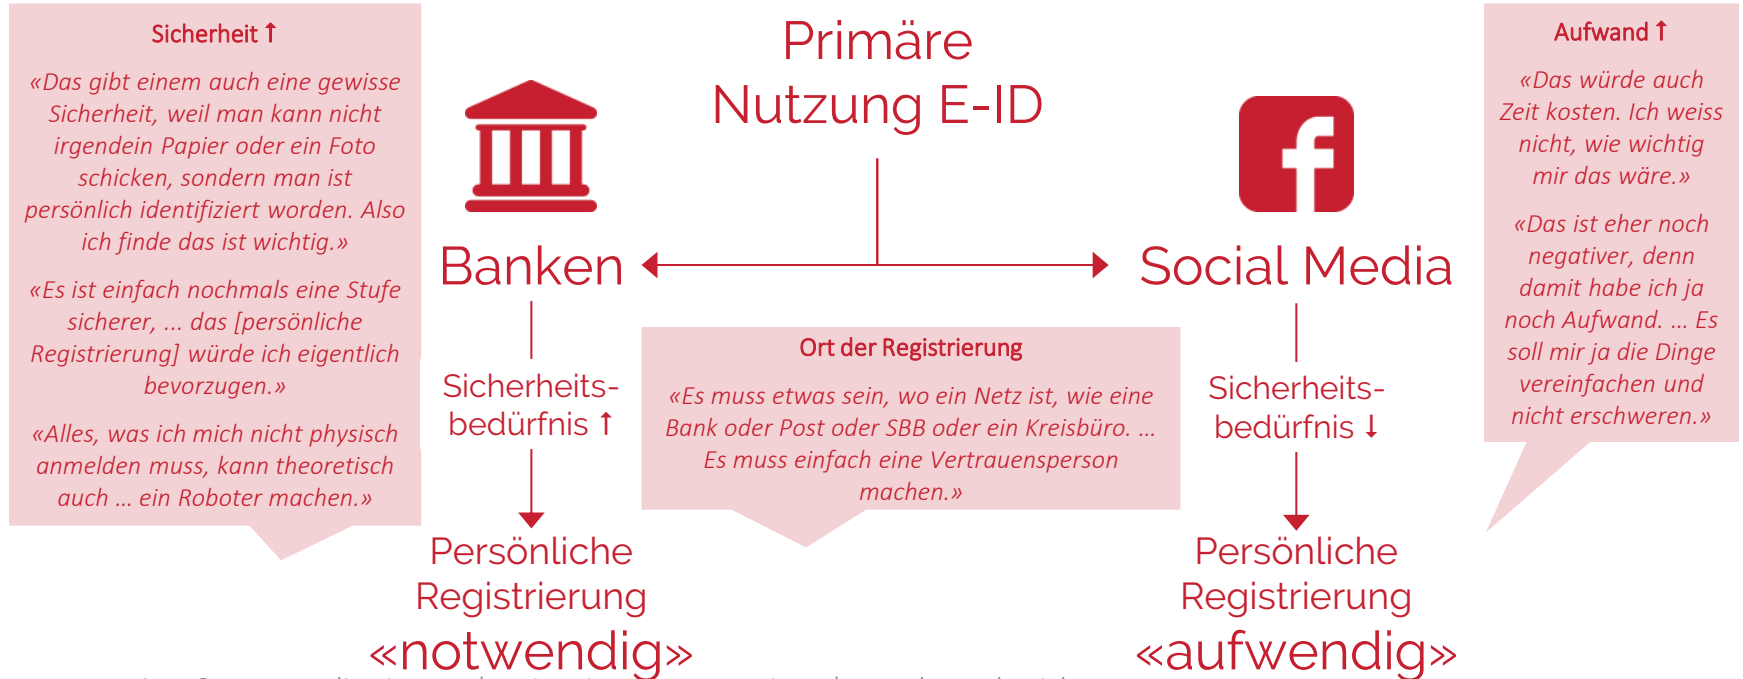 Primäre
Nutzung E-ID
Sicherheit ↑
«Das gibt einem auch eine gewisse
Sicherheit, weil man kann nicht
irgendein Papier oder ein Foto
schicken, sondern man ist
persönlich identifiziert worden. Also
ich finde das ist wichtig.»
«Es ist einfach nochmals eine Stufe
sicherer, ... das [persönliche
Registrierung] würde ich eigentlich
bevorzugen.»
«Alles, was ich mich nicht physisch
anmelden muss, kann theoretisch
auch ... ein Roboter machen.»
Banken
Sicherheits-
bedürfnis ↑
Persönliche
Registrierung
«notwendig»
Ort der Registrierung
«Es muss etwas sein, wo ein Netz ist, wie eine
Bank oder Post oder SBB oder ein Kreisbüro. ...
Es muss einfach eine Vertrauensperson
machen.»
Social Media
Sicherheits-
bedürfnis ↓
Persönliche
Registrierung
«aufwendig»
Aufwand ↑
«Das würde auch
Zeit kosten. Ich weiss
nicht, wie wichtig
mir das wäre.»
«Das ist eher noch
negativer, denn
damit habe ich ja
noch Aufwand. ... Es
soll mir ja die Dinge
vereinfachen und
nicht erschweren.»